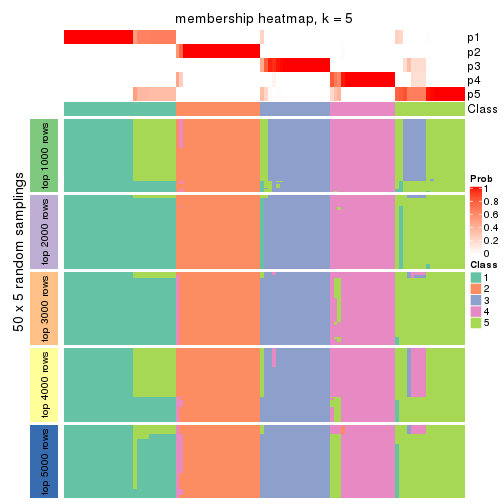 membership heatmap, k = 5
p1
p2
p3
p4
p5
Class
50 x 5 random samplings
top 1000 rows
top 2000 rows
top 3000 rows
top 4000 rows
top 5000 rows
Prob
1
0.8
0.6
0.4
0.2
0
Class
1
2
3
4
5